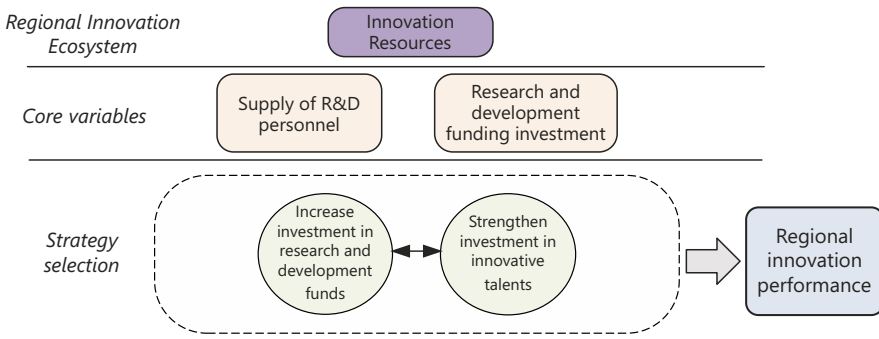 Regional Innovation
Ecosystem
Innovation
Resources
Core variables
Supply of R&D
personnel
Research and
development
funding investment
Strategy
selection
Increase
investment in
research and
development
funds
Strengthen
investment in
innovative
talents
Regional
innovation
performance